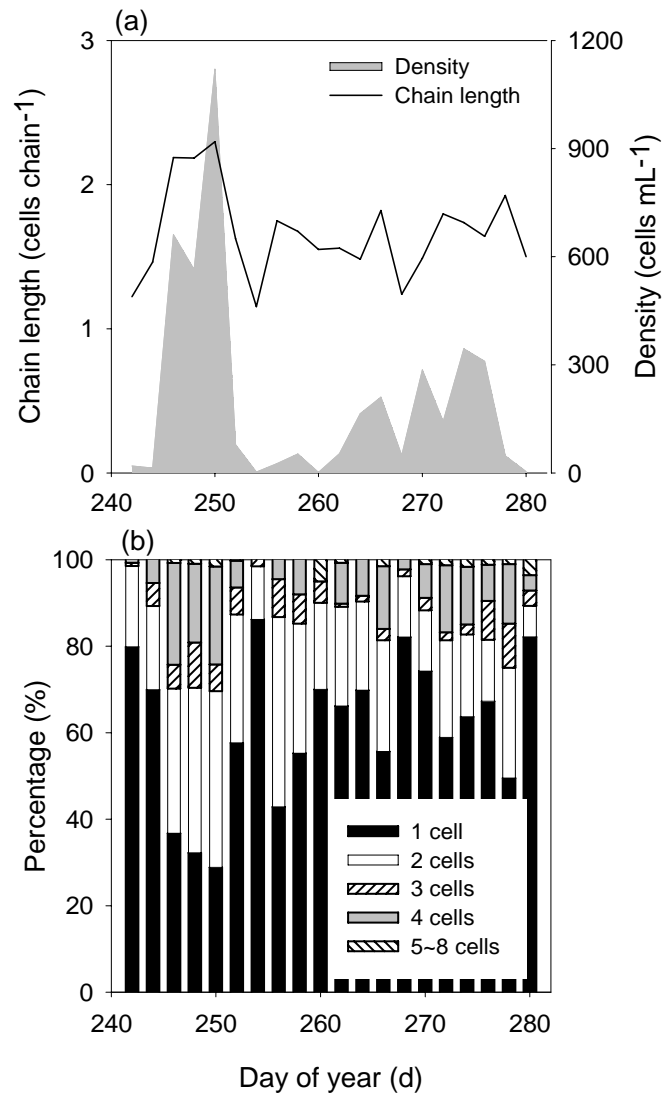 (a)
3
2
1
0
Chain length (cells chain-1)
1200
900
600
300
0
Density (cells mL-1)
Density
Chain length
240 250 260 270 280
(b)
100
80
60
40
20
0
Percentage (%)
1 cell
2 cells
3 cells
4 cells
5~8 cells
240 250 260 270 280
Day of year (d)